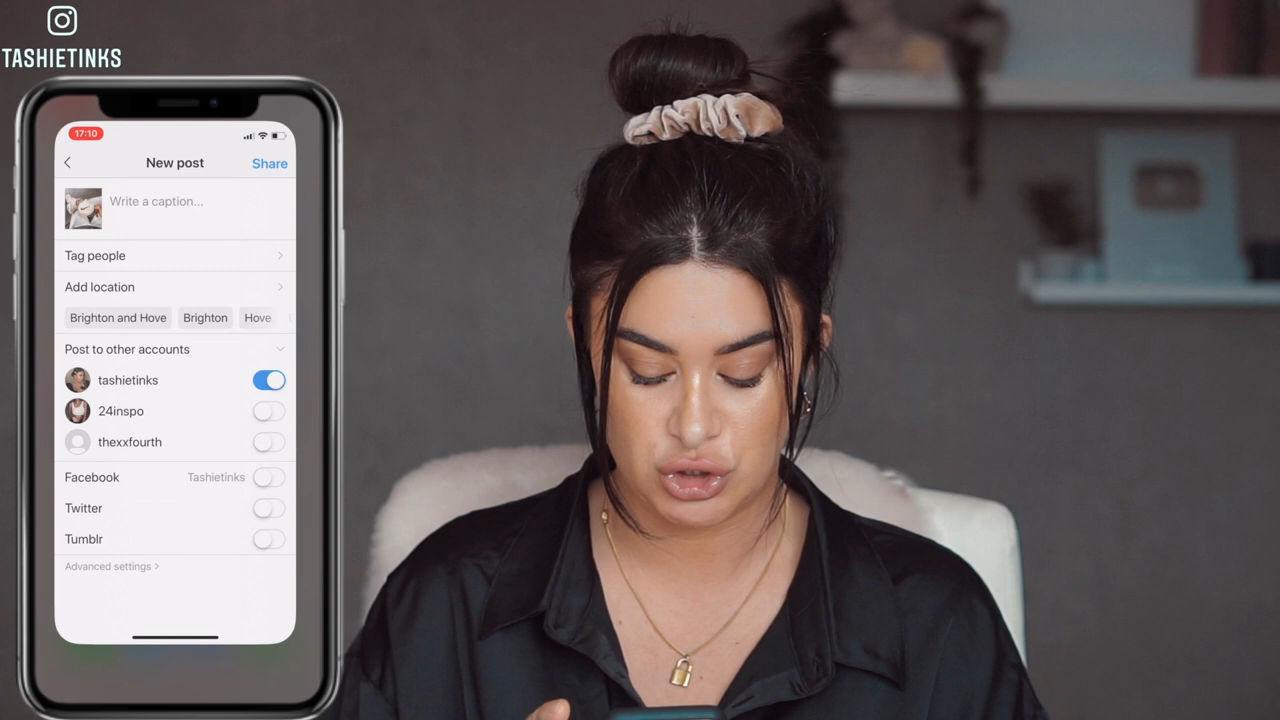 TASHIETINKS
17:10
New post
Share
Write a caption...
Tag people
Add location
Brighton and Hove
Brighton
Hove
Post to other accounts
tashietinks
24inspo
thexxfourth
Facebook
Tashietinks
Twitter
Tumblr
Advanced settings